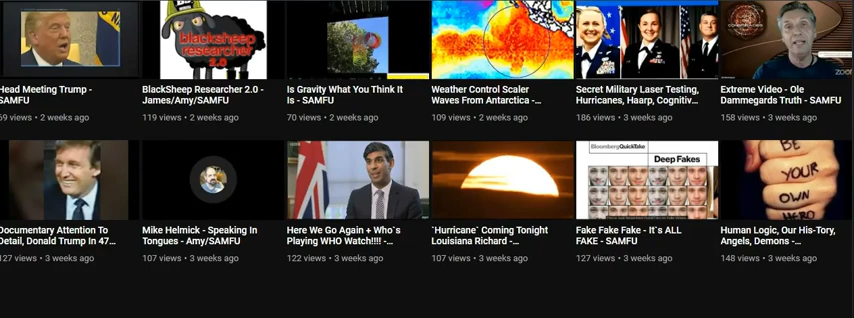 blacksheep
researcher
2.0
zoom
Head Meeting Trump -
SAMFU
BlackSheep Researcher 2.0 -
James/Amy/SAMFU
Is Gravity What You Think It
Is - SAMFU
Weather Control Scaler
Waves From Antarctica -...
Secret Military Laser Testing,
Hurricanes, Haarp, Cognitiv...
Extreme Video - Ole
Dammegards Truth - SAMFU
69 views • 2 weeks ago
119 views • 2 weeks ago
70 views • 2 weeks ago
109 views • 2 weeks ago
186 views • 3 weeks ago
158 views • 3 weeks ago
BloombergQuickTake
Deep Fakes
BE
YOUR
OWN
HERO
Documentary Attention To
Detail, Donald Trump In 47...
Mike Helmick - Speaking In
Tongues - Amy/SAMFU
Here We Go Again + Who`s
Playing WHO Watch!!!! -...
`Hurricane` Coming Tonight
Louisiana Richard -...
Fake Fake Fake - It`s ALL
FAKE - SAMFU
Human Logic, Our His-Tory,
Angels, Demons -...
127 views • 3 weeks ago
107 views • 3 weeks ago
122 views • 3 weeks ago
107 views • 3 weeks ago
127 views • 3 weeks ago
148 views • 3 weeks ago